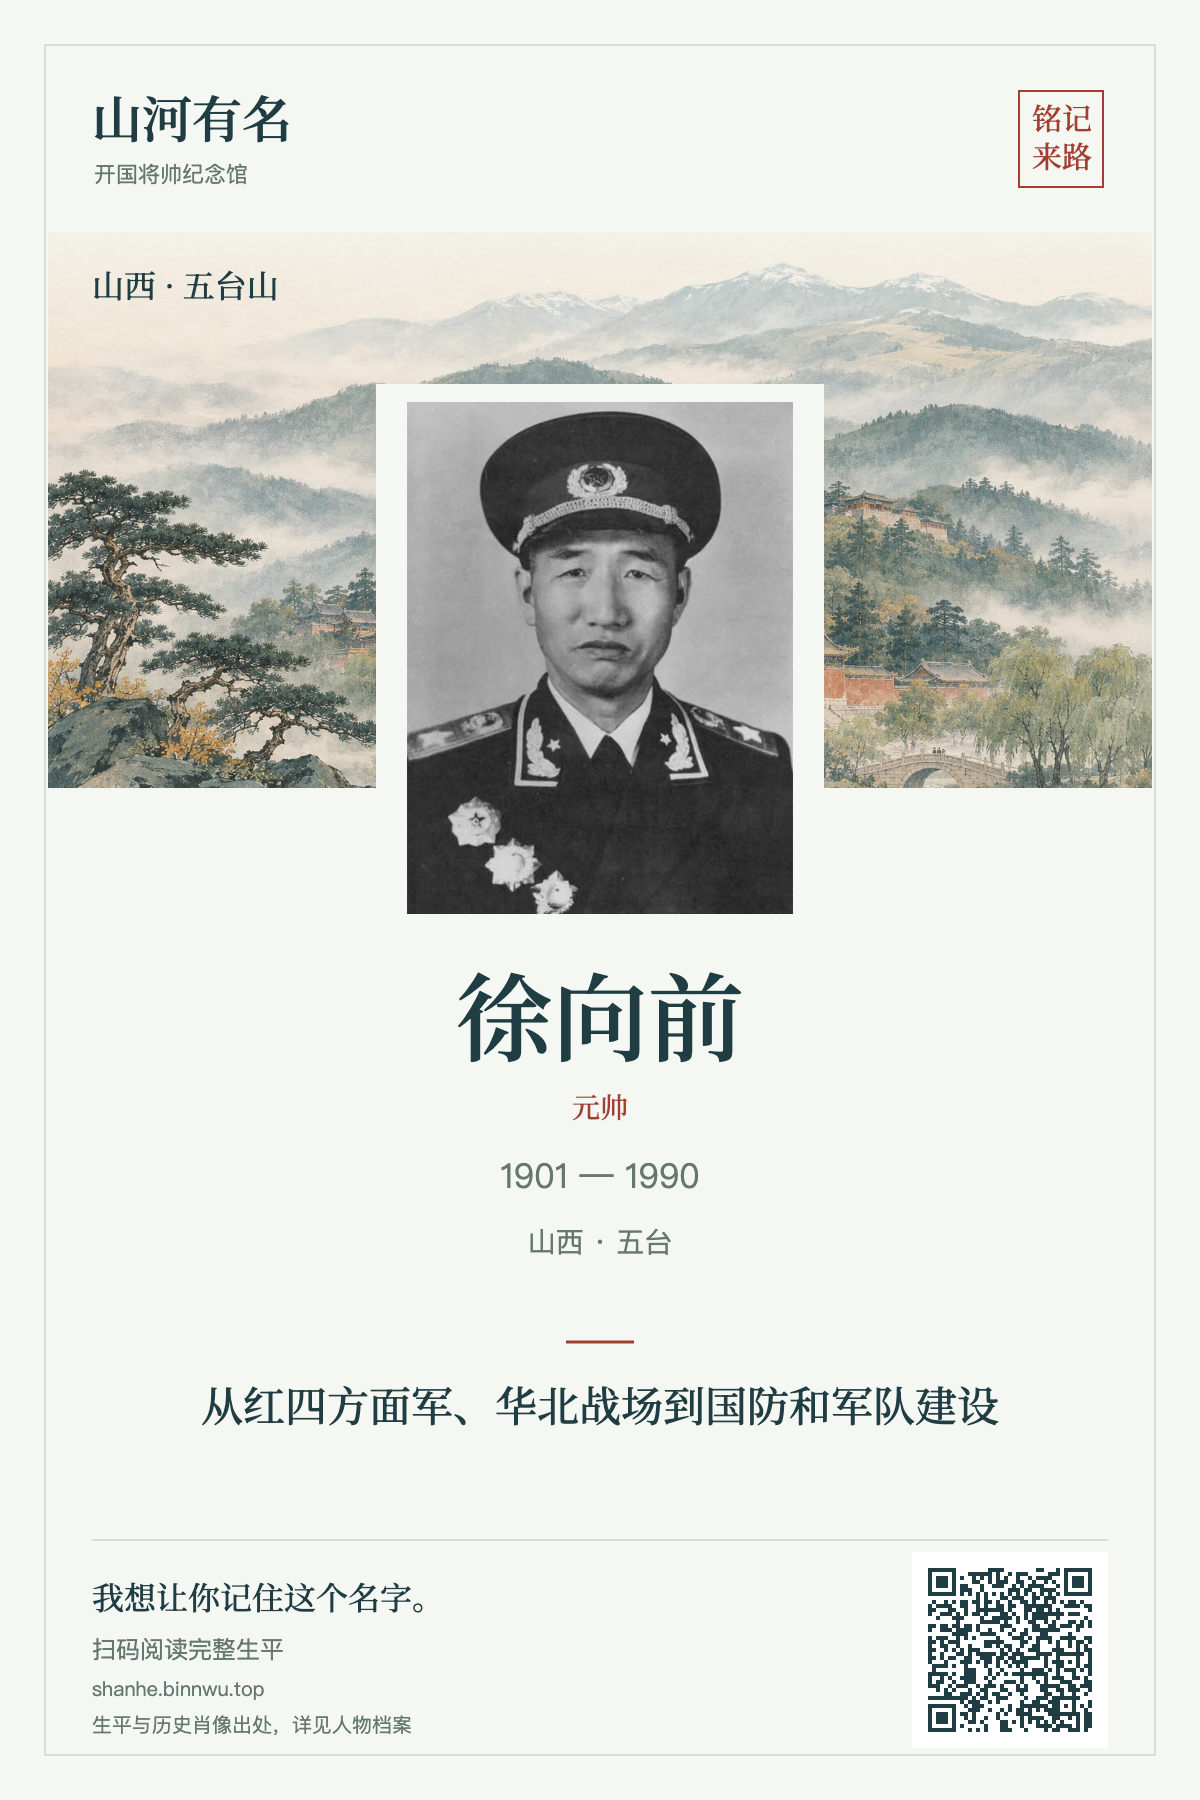 山河有名
开国将帅纪念馆
铭记
来路
山西 · 五台山
徐向前
元帅
1901 — 1990
山西 · 五台
从红四方面军、华北战场到国防和军队建设
我想让你记住这个名字。
扫码阅读完整生平
shanhe.binnwu.top
生平与历史肖像出处，详见人物档案